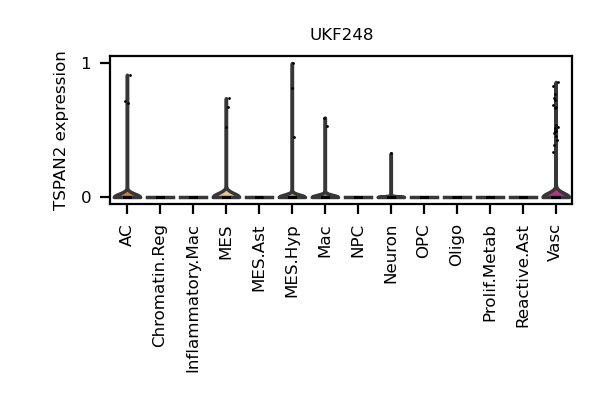 UKF248
TSPAN2 expression
1
0
AC
Chromatin.Reg
Inflammatory.Mac
MES
MES.Ast
MES.Hyp
Mac
NPC
Neuron
OPC
Oligo
Prolif.Metab
Reactive.Ast
Vasc